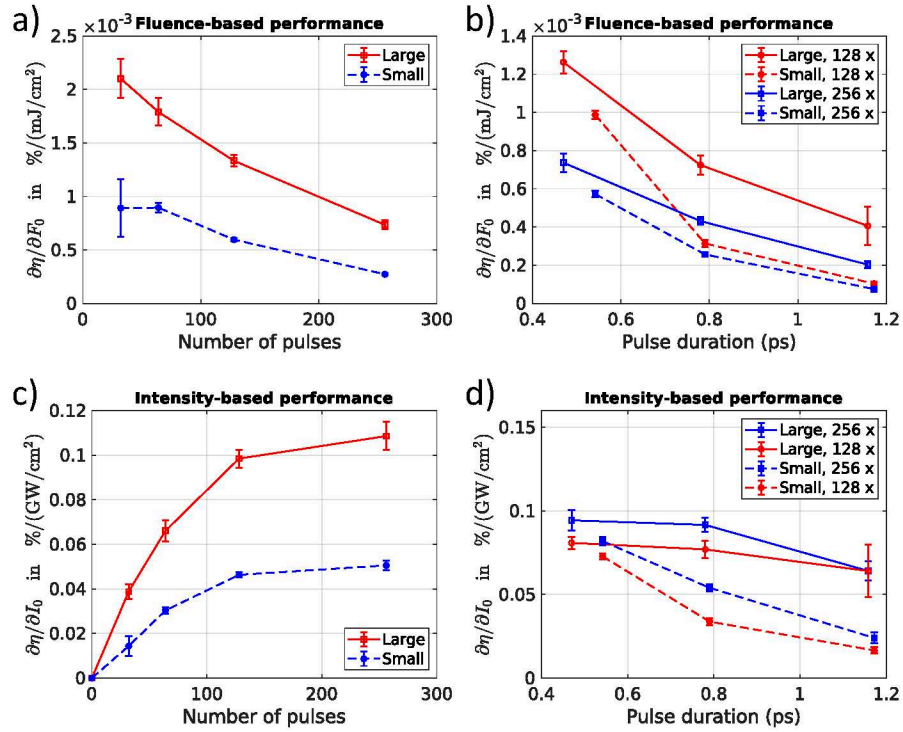 a)
Fluence-based performance
×10⁻³
2.5
2
1.5
1
0.5
0
0
100
200
300
∂η/∂F₀ in %/(mJ/cm²)
Number of pulses
Large
Small
b)
Fluence-based performance
×10⁻³
1.4
1.2
1
0.8
0.6
0.4
0.2
0
0.4
0.6
0.8
1
1.2
∂η/∂F₀ in %/(mJ/cm²)
Pulse duration (ps)
Large, 128 x
Small, 128 x
Large, 256 x
Small, 256 x
c)
Intensity-based performance
0.12
0.1
0.08
0.06
0.04
0.02
0
0
100
200
300
∂η/∂I₀ in %/(GW/cm²)
Number of pulses
Large
Small
d)
Intensity-based performance
0.15
0.1
0.05
0
0.4
0.6
0.8
1
1.2
∂η/∂I₀ in %/(GW/cm²)
Pulse duration (ps)
Large, 256 x
Large, 128 x
Small, 256 x
Small, 128 x